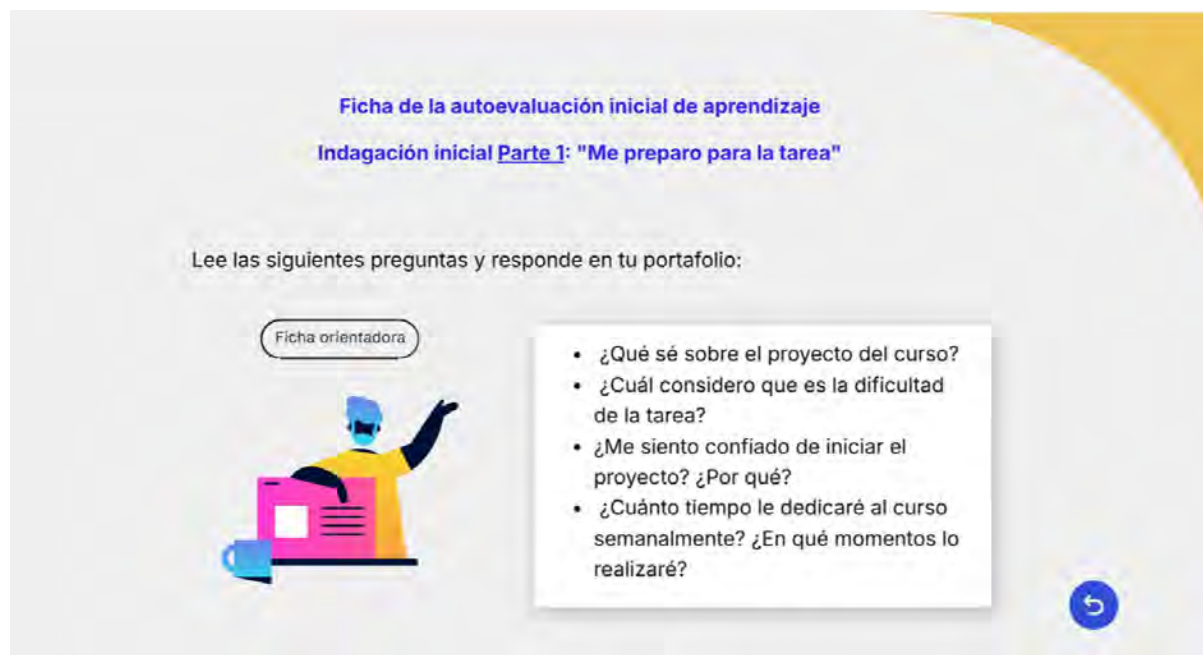 Ficha de la autoevaluación inicial de aprendizaje
Indagación inicial Parte 1: "Me preparo para la tarea"
Lee las siguientes preguntas y responde en tu portafolio:
Ficha orientadora
• ¿Qué sé sobre el proyecto del curso?
• ¿Cuál considero que es la dificultad
de la tarea?
• ¿Me siento confiado de iniciar el
proyecto? ¿Por qué?
• ¿Cuánto tiempo le dedicaré al curso
semanalmente? ¿En qué momentos lo
realizaré?